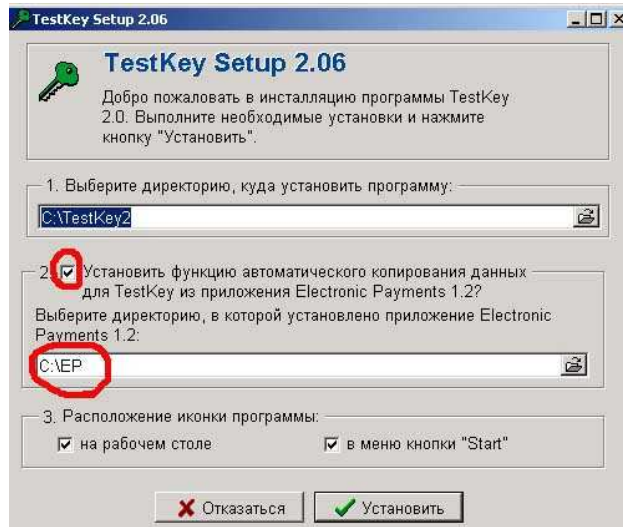 TestKey Setup 2.06
TestKey Setup 2.06
Добро пожаловать в инсталляцию программы TestKey
2.0. Выполните необходимые установки и нажмите
кнопку "Установить".
1. Выберите директорию, куда установить программу:
C:\TestKey2
2. Установить функцию автоматического копирования данных
для TestKey из приложения Electronic Payments 1.2?
Выберите директорию, в которой установлено приложение Electronic
Payments 1.2:
C:\EP
3. Расположение иконки программы:
на рабочем столе
в меню кнопки "Start"
Отказаться
Установить